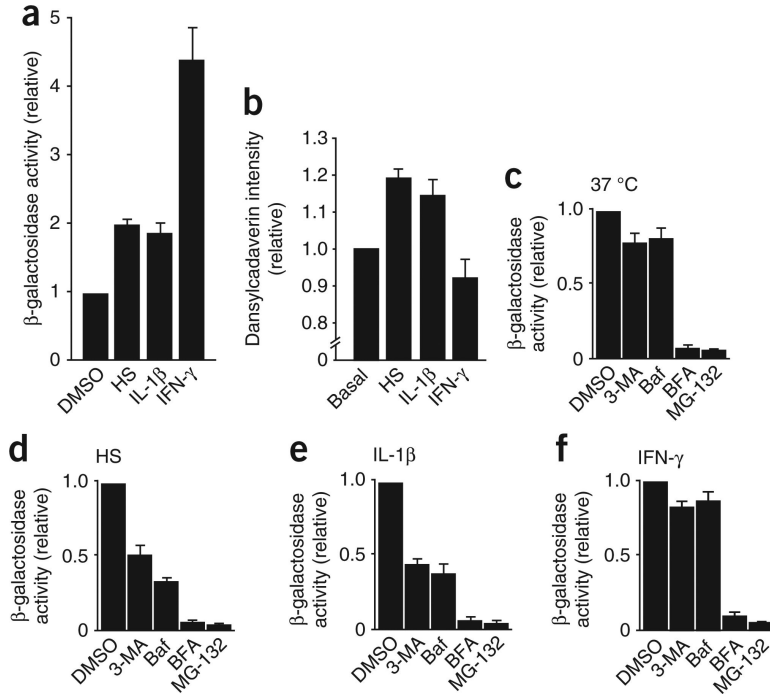 a
β-galactosidase activity (relative)
5
4
3
2
1
0
DMSO
HS
IL-1β
IFN-γ
b
Dansylcadaverin intensity
(relative)
1.3
1.2
1.1
1.0
0.9
0.8
0
Basal
HS
IL-1β
IFN-γ
c
37 °C
β-galactosidase
activity (relative)
1.0
0.5
0
DMSO
3-MA
Baf
BFA
MG-132
d
HS
β-galactosidase
activity (relative)
1.0
0.5
0
DMSO
3-MA
Baf
BFA
MG-132
e
IL-1β
β-galactosidase
activity (relative)
1.0
0.5
0
DMSO
3-MA
Baf
BFA
MG-132
f
IFN-γ
β-galactosidase
activity (relative)
1.0
0.5
0
DMSO
3-MA
Baf
BFA
MG-132